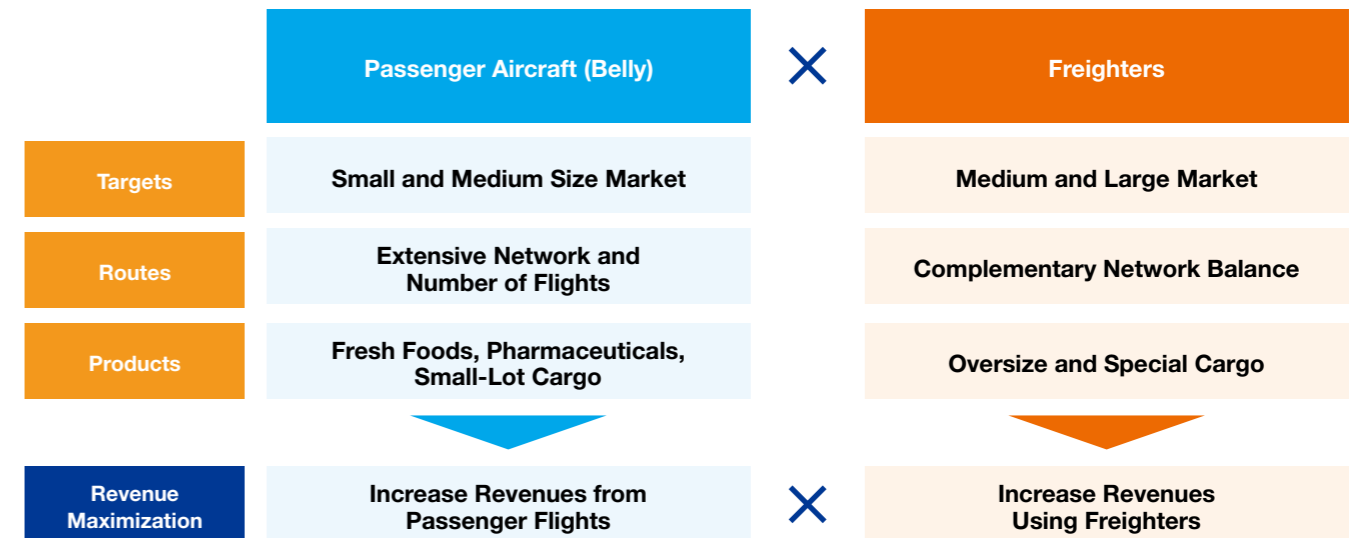 Passenger Aircraft (Belly)
×
Freighters
Targets
Small and Medium Size Market
Medium and Large Market
Routes
Extensive Network and
Number of Flights
Complementary Network Balance
Products
Fresh Foods, Pharmaceuticals,
Small-Lot Cargo
Oversize and Special Cargo
Revenue
Maximization
Increase Revenues from
Passenger Flights
×
Increase Revenues
Using Freighters